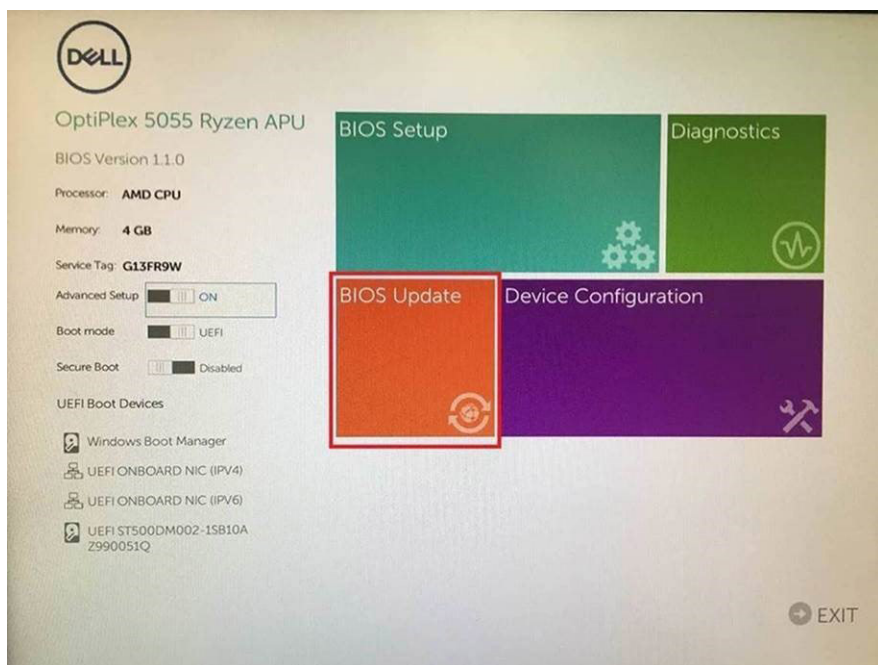 DELL
OptiPlex 5055 Ryzen APU
BIOS Version 1.1.0
Processor: AMD CPU
Memory: 4 GB
Service Tag: G13FR9W
Advanced Setup ON
Boot mode UEFI
Secure Boot Disabled
UEFI Boot Devices
Windows Boot Manager
UEFI ONBOARD NIC (IPV4)
UEFI ONBOARD NIC (IPV6)
UEFI ST500DM002-1SB10A
Z990051Q
BIOS Setup
Diagnostics
BIOS Update
Device Configuration
EXIT